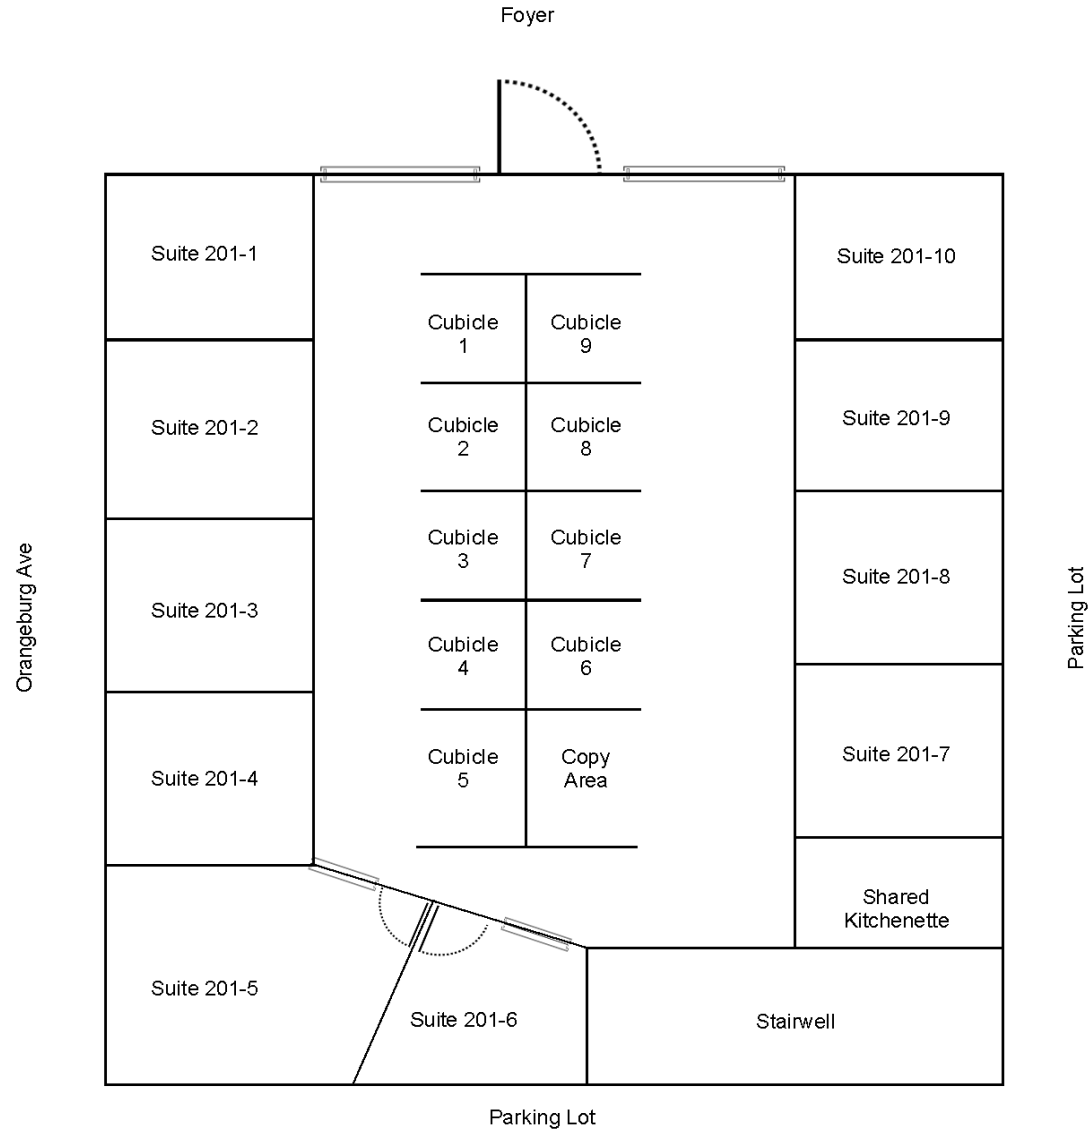 Foyer
Suite 201-1
Suite 201-10
Cubicle
1
Cubicle
9
Suite 201-2
Cubicle
2
Cubicle
8
Suite 201-9
Orangeburg Ave
Suite 201-3
Cubicle
3
Cubicle
7
Suite 201-8
Parking Lot
Cubicle
4
Cubicle
6
Suite 201-4
Cubicle
5
Copy
Area
Suite 201-7
Shared
Kitchenette
Suite 201-5
Suite 201-6
Stairwell
Parking Lot